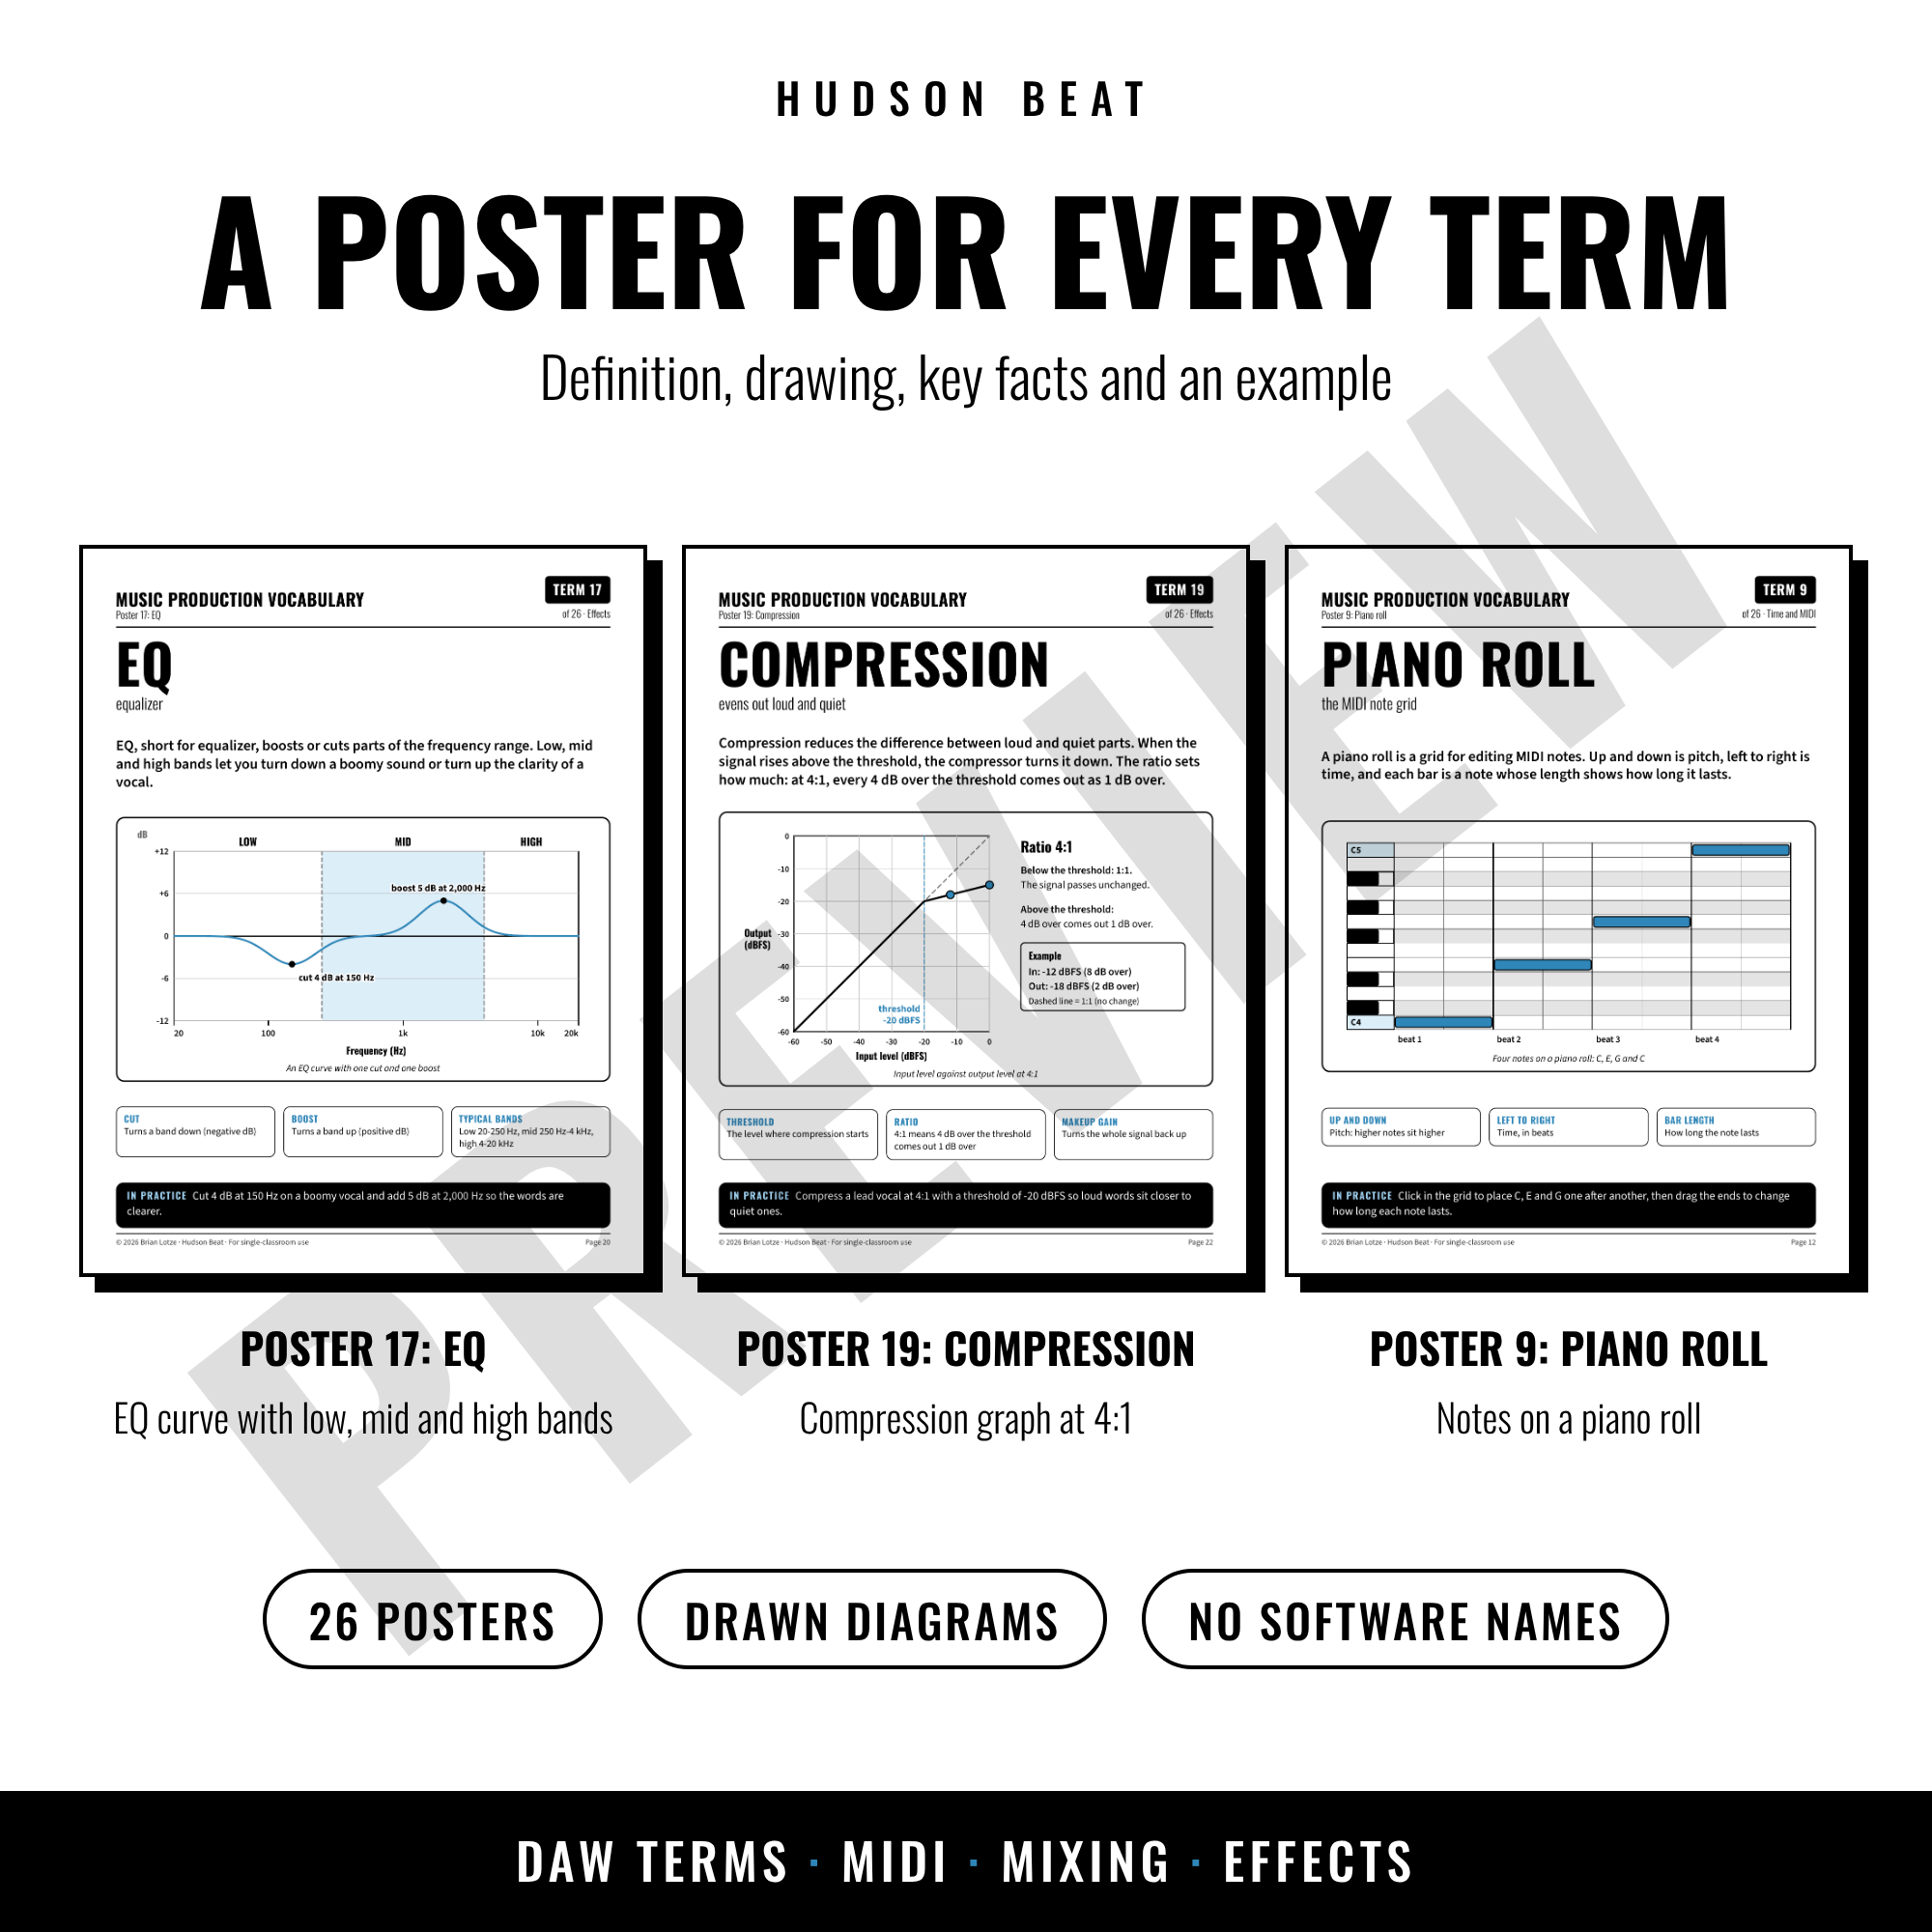 HUDSON BEAT
A POSTER FOR EVERY TERM
Definition, drawing, key facts and an example
MUSIC PRODUCTION VOCABULARY
Poster 17: EQ
TERM 17
of 26 · Effects
EQ
equalizer
EQ, short for equalizer, boosts or cuts parts of the frequency range. Low, mid
and high bands let you turn down a boomy sound or turn up the clarity of a
vocal.
dB
LOW
MID
HIGH
+12
+6
0
-6
-12
boost 5 dB at 2,000 Hz
cut 4 dB at 150 Hz
20
100
1k
10k
20k
Frequency (Hz)
An EQ curve with one cut and one boost
CUT
Turns a band down (negative dB)
BOOST
Turns a band up (positive dB)
TYPICAL BANDS
Low 20-250 Hz, mid 250 Hz-4 kHz,
high 4-20 kHz
IN PRACTICE Cut 4 dB at 150 Hz on a boomy vocal and add 5 dB at 2,000 Hz so the words are
clearer.
© 2026 Brian Lotze · Hudson Beat · For single-classroom use
Page 20
MUSIC PRODUCTION VOCABULARY
Poster 19: Compression
TERM 19
of 26 · Effects
COMPRESSION
evens out loud and quiet
Compression reduces the difference between loud and quiet parts. When the
signal rises above the threshold, the compressor turns it down. The ratio sets
how much: at 4:1, every 4 dB over the threshold comes out as 1 dB over.
0
-10
-20
-30
-40
-50
-60
Output
(dBFS)
threshold
-20 dBFS
-60
-50
-40
-30
-20
-10
0
Input level (dBFS)
Ratio 4:1
Below the threshold: 1:1.
The signal passes unchanged.
Above the threshold:
4 dB over comes out 1 dB over.
Example
In: -12 dBFS (8 dB over)
Out: -18 dBFS (2 dB over)
Dashed line = 1:1 (no change)
Input level against output level at 4:1
THRESHOLD
The level where compression starts
RATIO
4:1 means 4 dB over the threshold
comes out 1 dB over
MAKEUP GAIN
Turns the whole signal back up
IN PRACTICE Compress a lead vocal at 4:1 with a threshold of -20 dBFS so loud words sit closer to
quiet ones.
© 2026 Brian Lotze · Hudson Beat · For single-classroom use
Page 22
MUSIC PRODUCTION VOCABULARY
Poster 9: Piano roll
TERM 9
of 26 · Time and MIDI
PIANO ROLL
the MIDI note grid
A piano roll is a grid for editing MIDI notes. Up and down is pitch, left to right is
time, and each bar is a note whose length shows how long it lasts.
C5
C4
beat 1
beat 2
beat 3
beat 4
Four notes on a piano roll: C, E, G and C
UP AND DOWN
Pitch: higher notes sit higher
LEFT TO RIGHT
Time, in beats
BAR LENGTH
How long the note lasts
IN PRACTICE Click in the grid to place C, E and G one after another, then drag the ends to change
how long each note lasts.
© 2026 Brian Lotze · Hudson Beat · For single-classroom use
Page 12
PREVIEW
POSTER 17: EQ
EQ curve with low, mid and high bands
POSTER 19: COMPRESSION
Compression graph at 4:1
POSTER 9: PIANO ROLL
Notes on a piano roll
26 POSTERS
DRAWN DIAGRAMS
NO SOFTWARE NAMES
DAW TERMS · MIDI · MIXING · EFFECTS